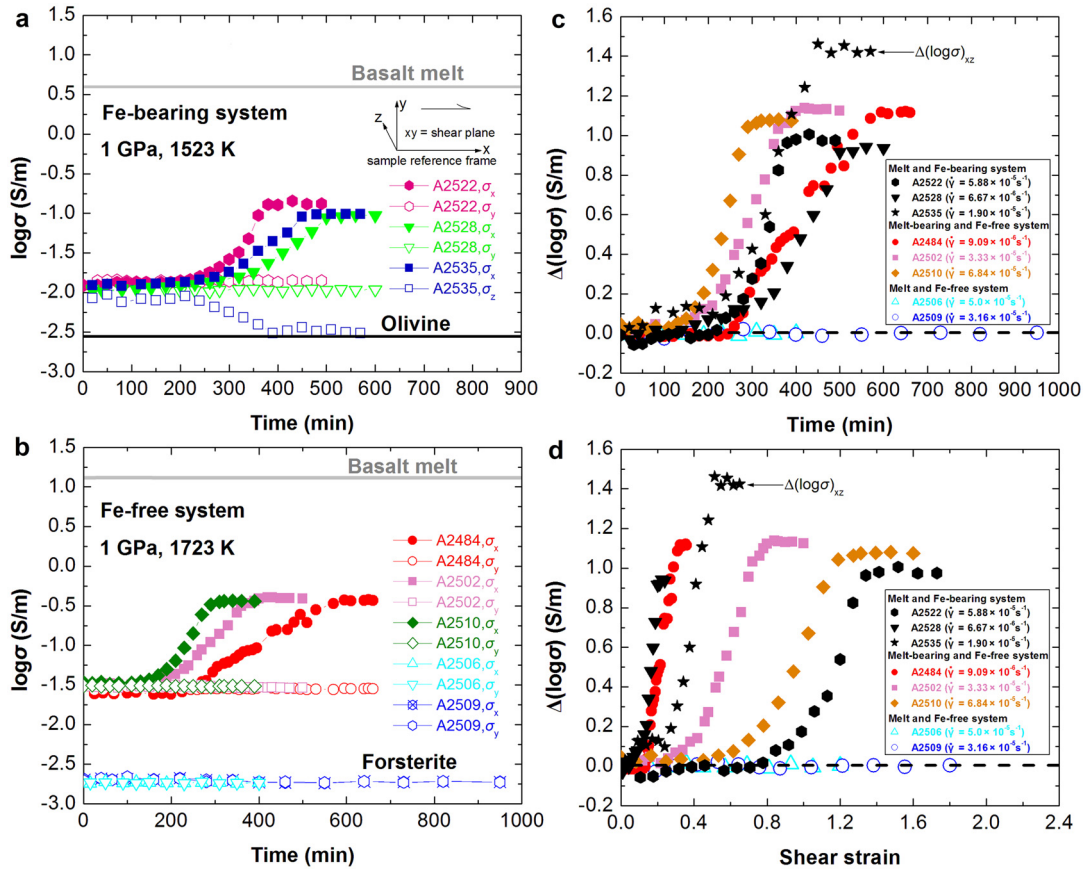 a
logσ (S/m)
1.5
1.0
0.5
0.0
-0.5
-1.0
-1.5
-2.0
-2.5
-3.0
Basalt melt
Fe-bearing system
1 GPa, 1523 K
y
z
x
xy = shear plane
sample reference frame
A2522,σx
A2522,σy
A2528,σx
A2528,σy
A2535,σx
A2535,σz
Olivine
0 100 200 300 400 500 600 700 800 900
Time (min)
b
logσ (S/m)
1.5
1.0
0.5
0.0
-0.5
-1.0
-1.5
-2.0
-2.5
-3.0
Basalt melt
Fe-free system
1 GPa, 1723 K
A2484,σx
A2484,σy
A2502,σx
A2502,σy
A2510,σx
A2510,σy
A2506,σx
A2506,σy
A2509,σx
A2509,σy
Forsterite
0 200 400 600 800 1000
Time (min)
c
Δ(logσ) (S/m)
1.6
1.4
1.2
1.0
0.8
0.6
0.4
0.2
0.0
-0.2
Δ(logσ)xz
Melt and Fe-bearing system
A2522 (γ̇ = 5.88× 10⁻⁵s⁻¹)
A2528 (γ̇ = 6.67× 10⁻⁶s⁻¹)
A2535 (γ̇ = 1.90× 10⁻⁵s⁻¹)
Melt-bearing and Fe-free system
A2484 (γ̇ = 9.09× 10⁻⁶s⁻¹)
A2502 (γ̇ = 3.33× 10⁻⁵s⁻¹)
A2510 (γ̇ = 6.84× 10⁻⁵s⁻¹)
Melt and Fe-free system
A2506 (γ̇ = 5.0× 10⁻⁵s⁻¹)
A2509 (γ̇ = 3.16× 10⁻⁵s⁻¹)
0 100 200 300 400 500 600 700 800 900 1000
Time (min)
d
Δ(logσ) (S/m)
1.6
1.4
1.2
1.0
0.8
0.6
0.4
0.2
0.0
-0.2
Δ(logσ)xz
Melt and Fe-bearing system
A2522 (γ̇ = 5.88× 10⁻⁵s⁻¹)
A2528 (γ̇ = 6.67× 10⁻⁶s⁻¹)
A2535 (γ̇ = 1.90× 10⁻⁵s⁻¹)
Melt-bearing and Fe-free system
A2484 (γ̇ = 9.09× 10⁻⁶s⁻¹)
A2502 (γ̇ = 3.33× 10⁻⁵s⁻¹)
A2510 (γ̇ = 6.84× 10⁻⁵s⁻¹)
Melt and Fe-free system
A2506 (γ̇ = 5.0× 10⁻⁵s⁻¹)
A2509 (γ̇ = 3.16× 10⁻⁵s⁻¹)
0.0 0.4 0.8 1.2 1.6 2.0 2.4
Shear strain